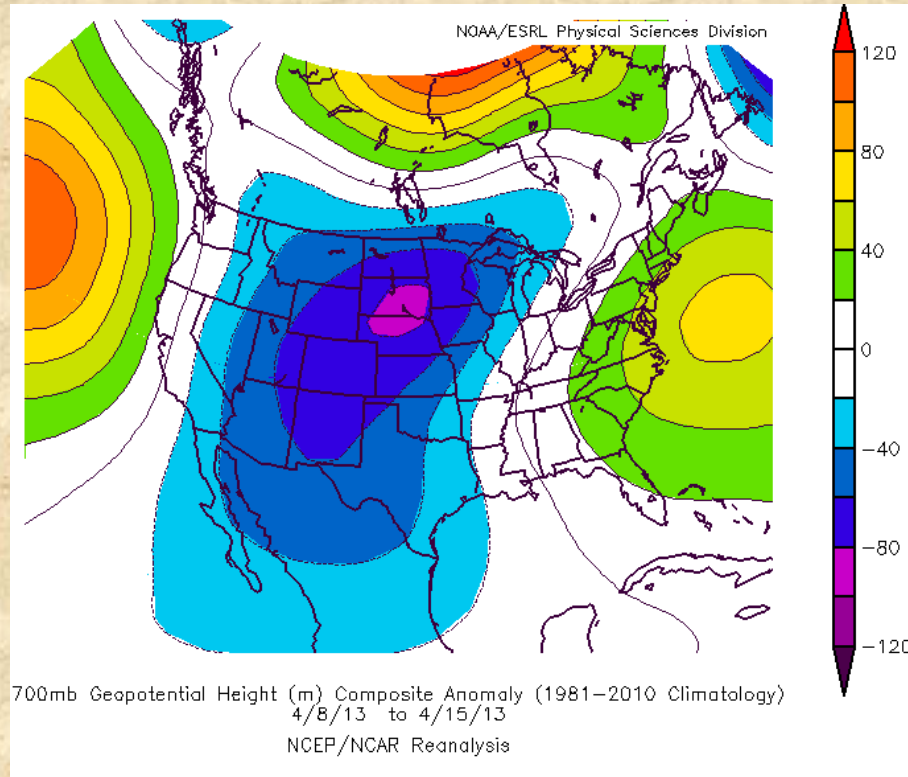 NOAA/ESRL Physical Sciences Division
120
80
40
0
-40
-80
-120
700mb Geopotential Height (m) Composite Anomaly (1981-2010 Climatology)
4/8/13 to 4/15/13
NCEP/NCAR Reanalysis